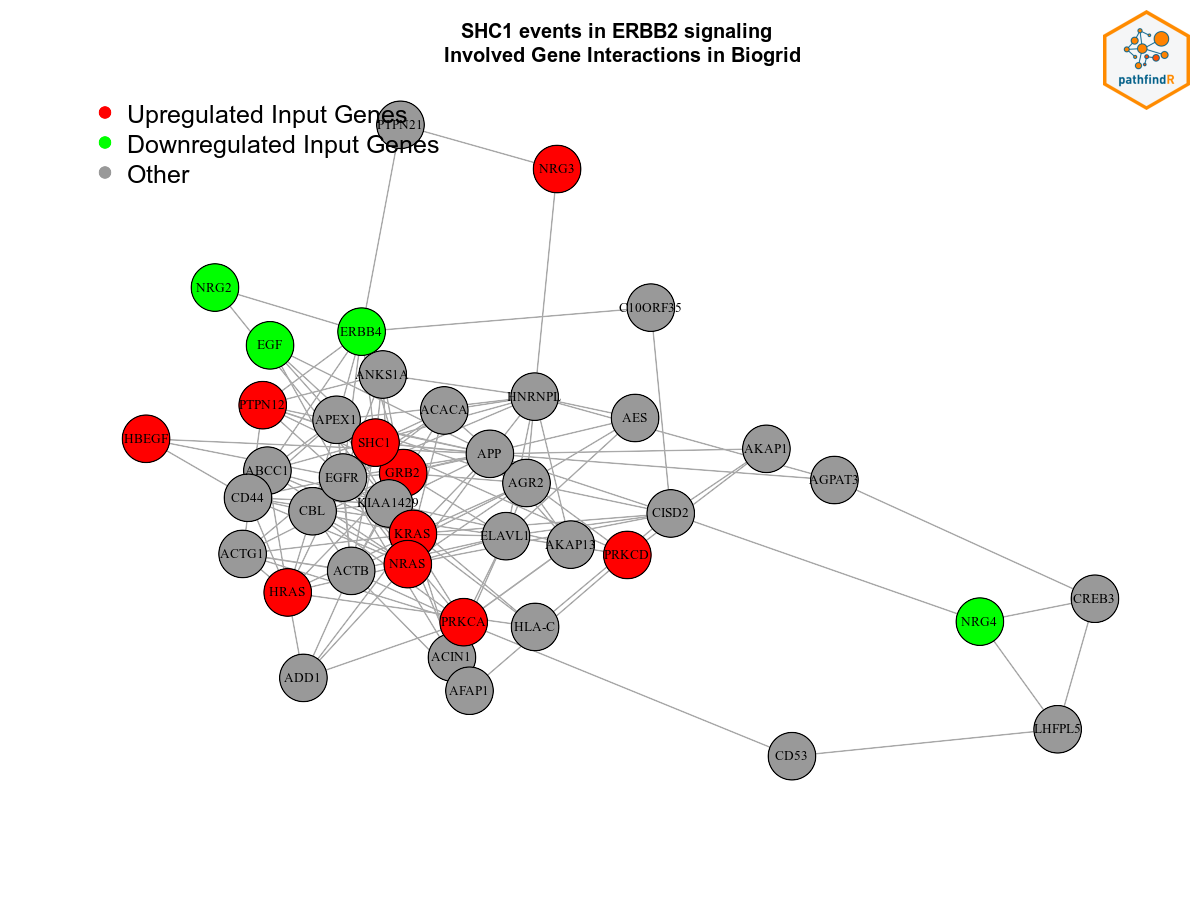 SHC1 events in ERBB2 signaling
Involved Gene Interactions in Biogrid
pathfindR
Upregulated Input Genes
Downregulated Input Genes
Other
PTPN21
NRG3
NRG2
C10ORF35
ERBB4
EGF
ANKS1A
HNRNPL
PTPN12
ACACA
APEX1
AES
HBEGF
SHC1
AKAP1
APP
ABCC1
GRB2
EGFR
AGPAT3
AGR2
CD44
KIAA1429
CBL
CISD2
KRAS
ELAVL1
AKAP13
ACTG1
PRKCD
NRAS
ACTB
HRAS
CREB3
PRKCA
NRG4
HLA-C
ACIN1
ADD1
AFAP1
LHFPL5
CD53